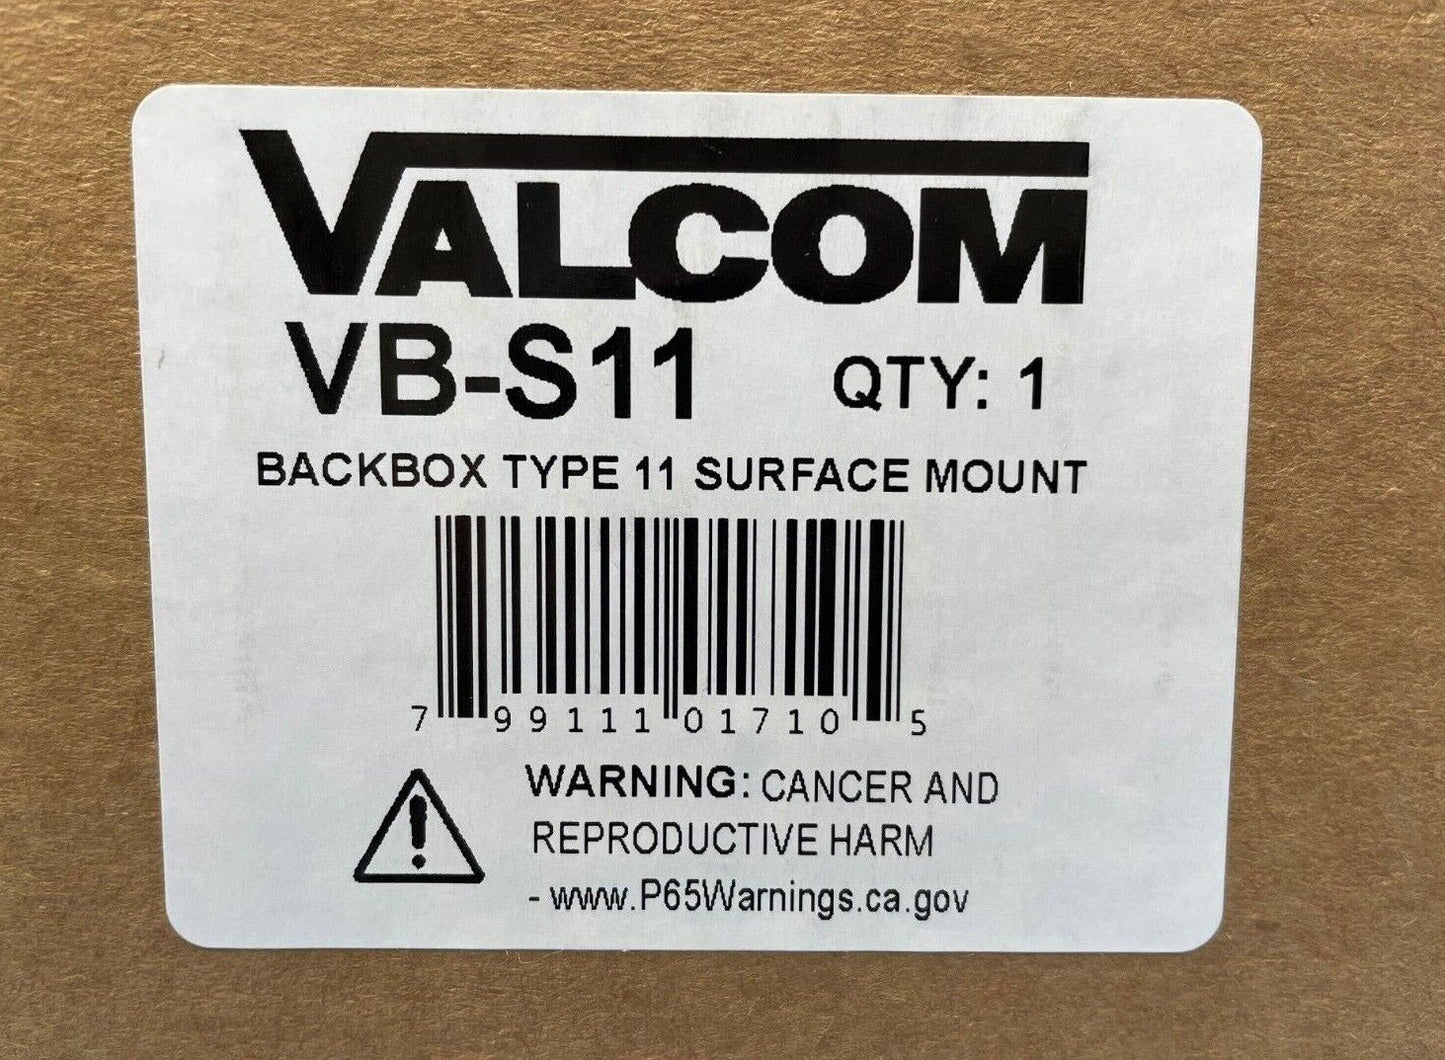 VALCOM
VB-S11 QTY: 1
BACKBOX TYPE 11 SURFACE MOUNT
7 99111 01710 5
WARNING: CANCER AND
REPRODUCTIVE HARM
- www.P65Warnings.ca.gov